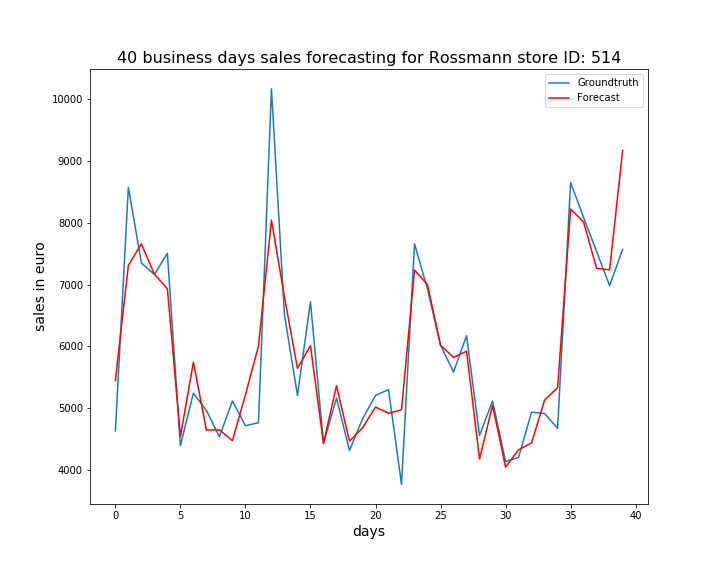 40 business days sales forecasting for Rossmann store ID: 514
Groundtruth
Forecast
10000
9000
8000
7000
6000
5000
4000
sales in euro
0 5 10 15 20 25 30 35 40
days